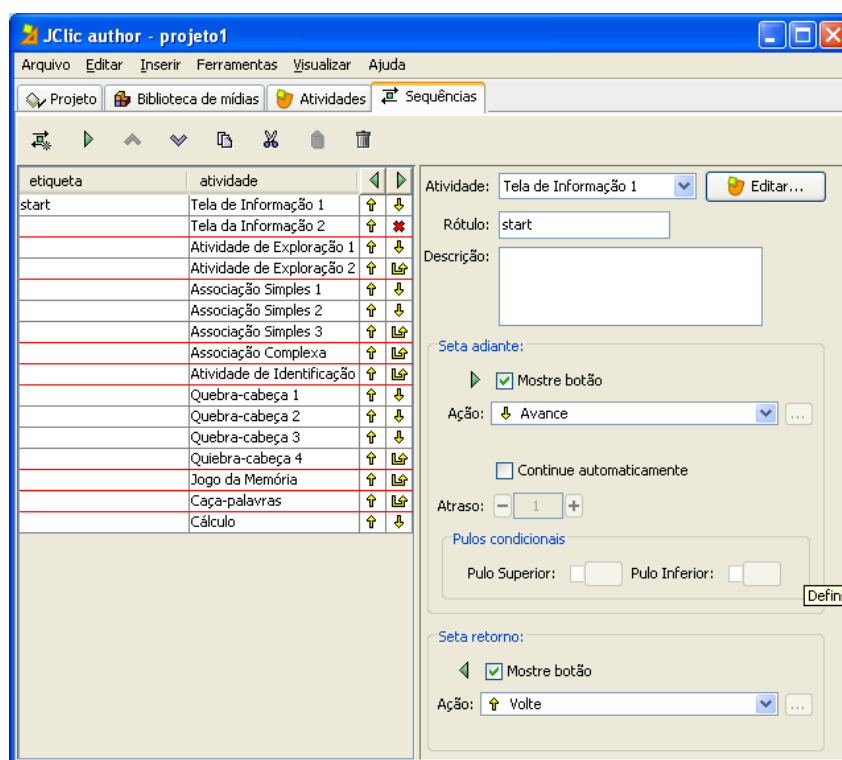 JClic author - projeto1
Arquivo Editar Inserir Ferramentas Visualizar Ajuda
Projeto Biblioteca de mídias Atividades Sequências
etiqueta atividade
start Tela de Informação 1
Tela da Informação 2
Atividade de Exploração 1
Atividade de Exploração 2
Associação Simples 1
Associação Simples 2
Associação Simples 3
Associação Complexa
Atividade de Identificação
Quebra-cabeça 1
Quebra-cabeça 2
Quebra-cabeça 3
Quiebra-cabeça 4
Jogo da Memória
Caça-palavras
Cálculo
Atividade: Tela de Informação 1 Editar...
Rótulo: start
Descrição:
Seta adiante:
Mostre botão
Ação: Avance ...
Continue automaticamente
Atraso: 1
Pulos condicionais
Pulo Superior: Pulo Inferior:
Defini
Seta retorno:
Mostre botão
Ação: Volte ...